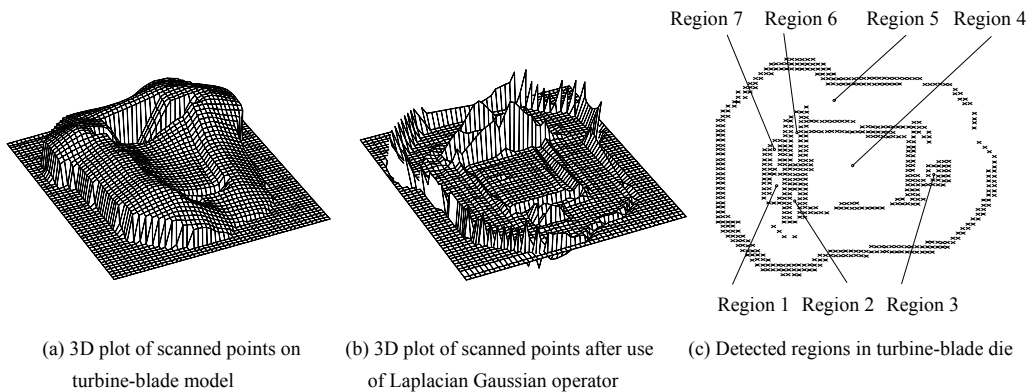 Region 7 Region 6 Region 5 Region 4
Region 1 Region 2 Region 3
(a) 3D plot of scanned points on
turbine-blade model
(b) 3D plot of scanned points after use
of Laplacian Gaussian operator
(c) Detected regions in turbine-blade die